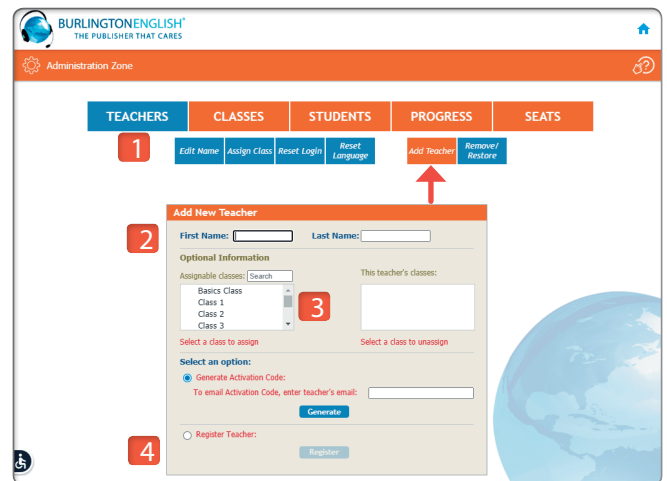 BURLINGTONENGLISH®
THE PUBLISHER THAT CARES
Administration Zone
TEACHERS CLASSES STUDENTS PROGRESS SEATS
1
Edit Name Assign Class Reset Login Reset Language Add Teacher Remove/ Restore
Add New Teacher
2
First Name: Last Name:
Optional Information
Assignable classes: Search This teacher's classes:
Basics Class
Class 1
Class 2
Class 3
3
Select a class to assign Select a class to unassign
Select an option:
Generate Activation Code:
To email Activation Code, enter teacher's email:
Generate
4
Register Teacher:
Register